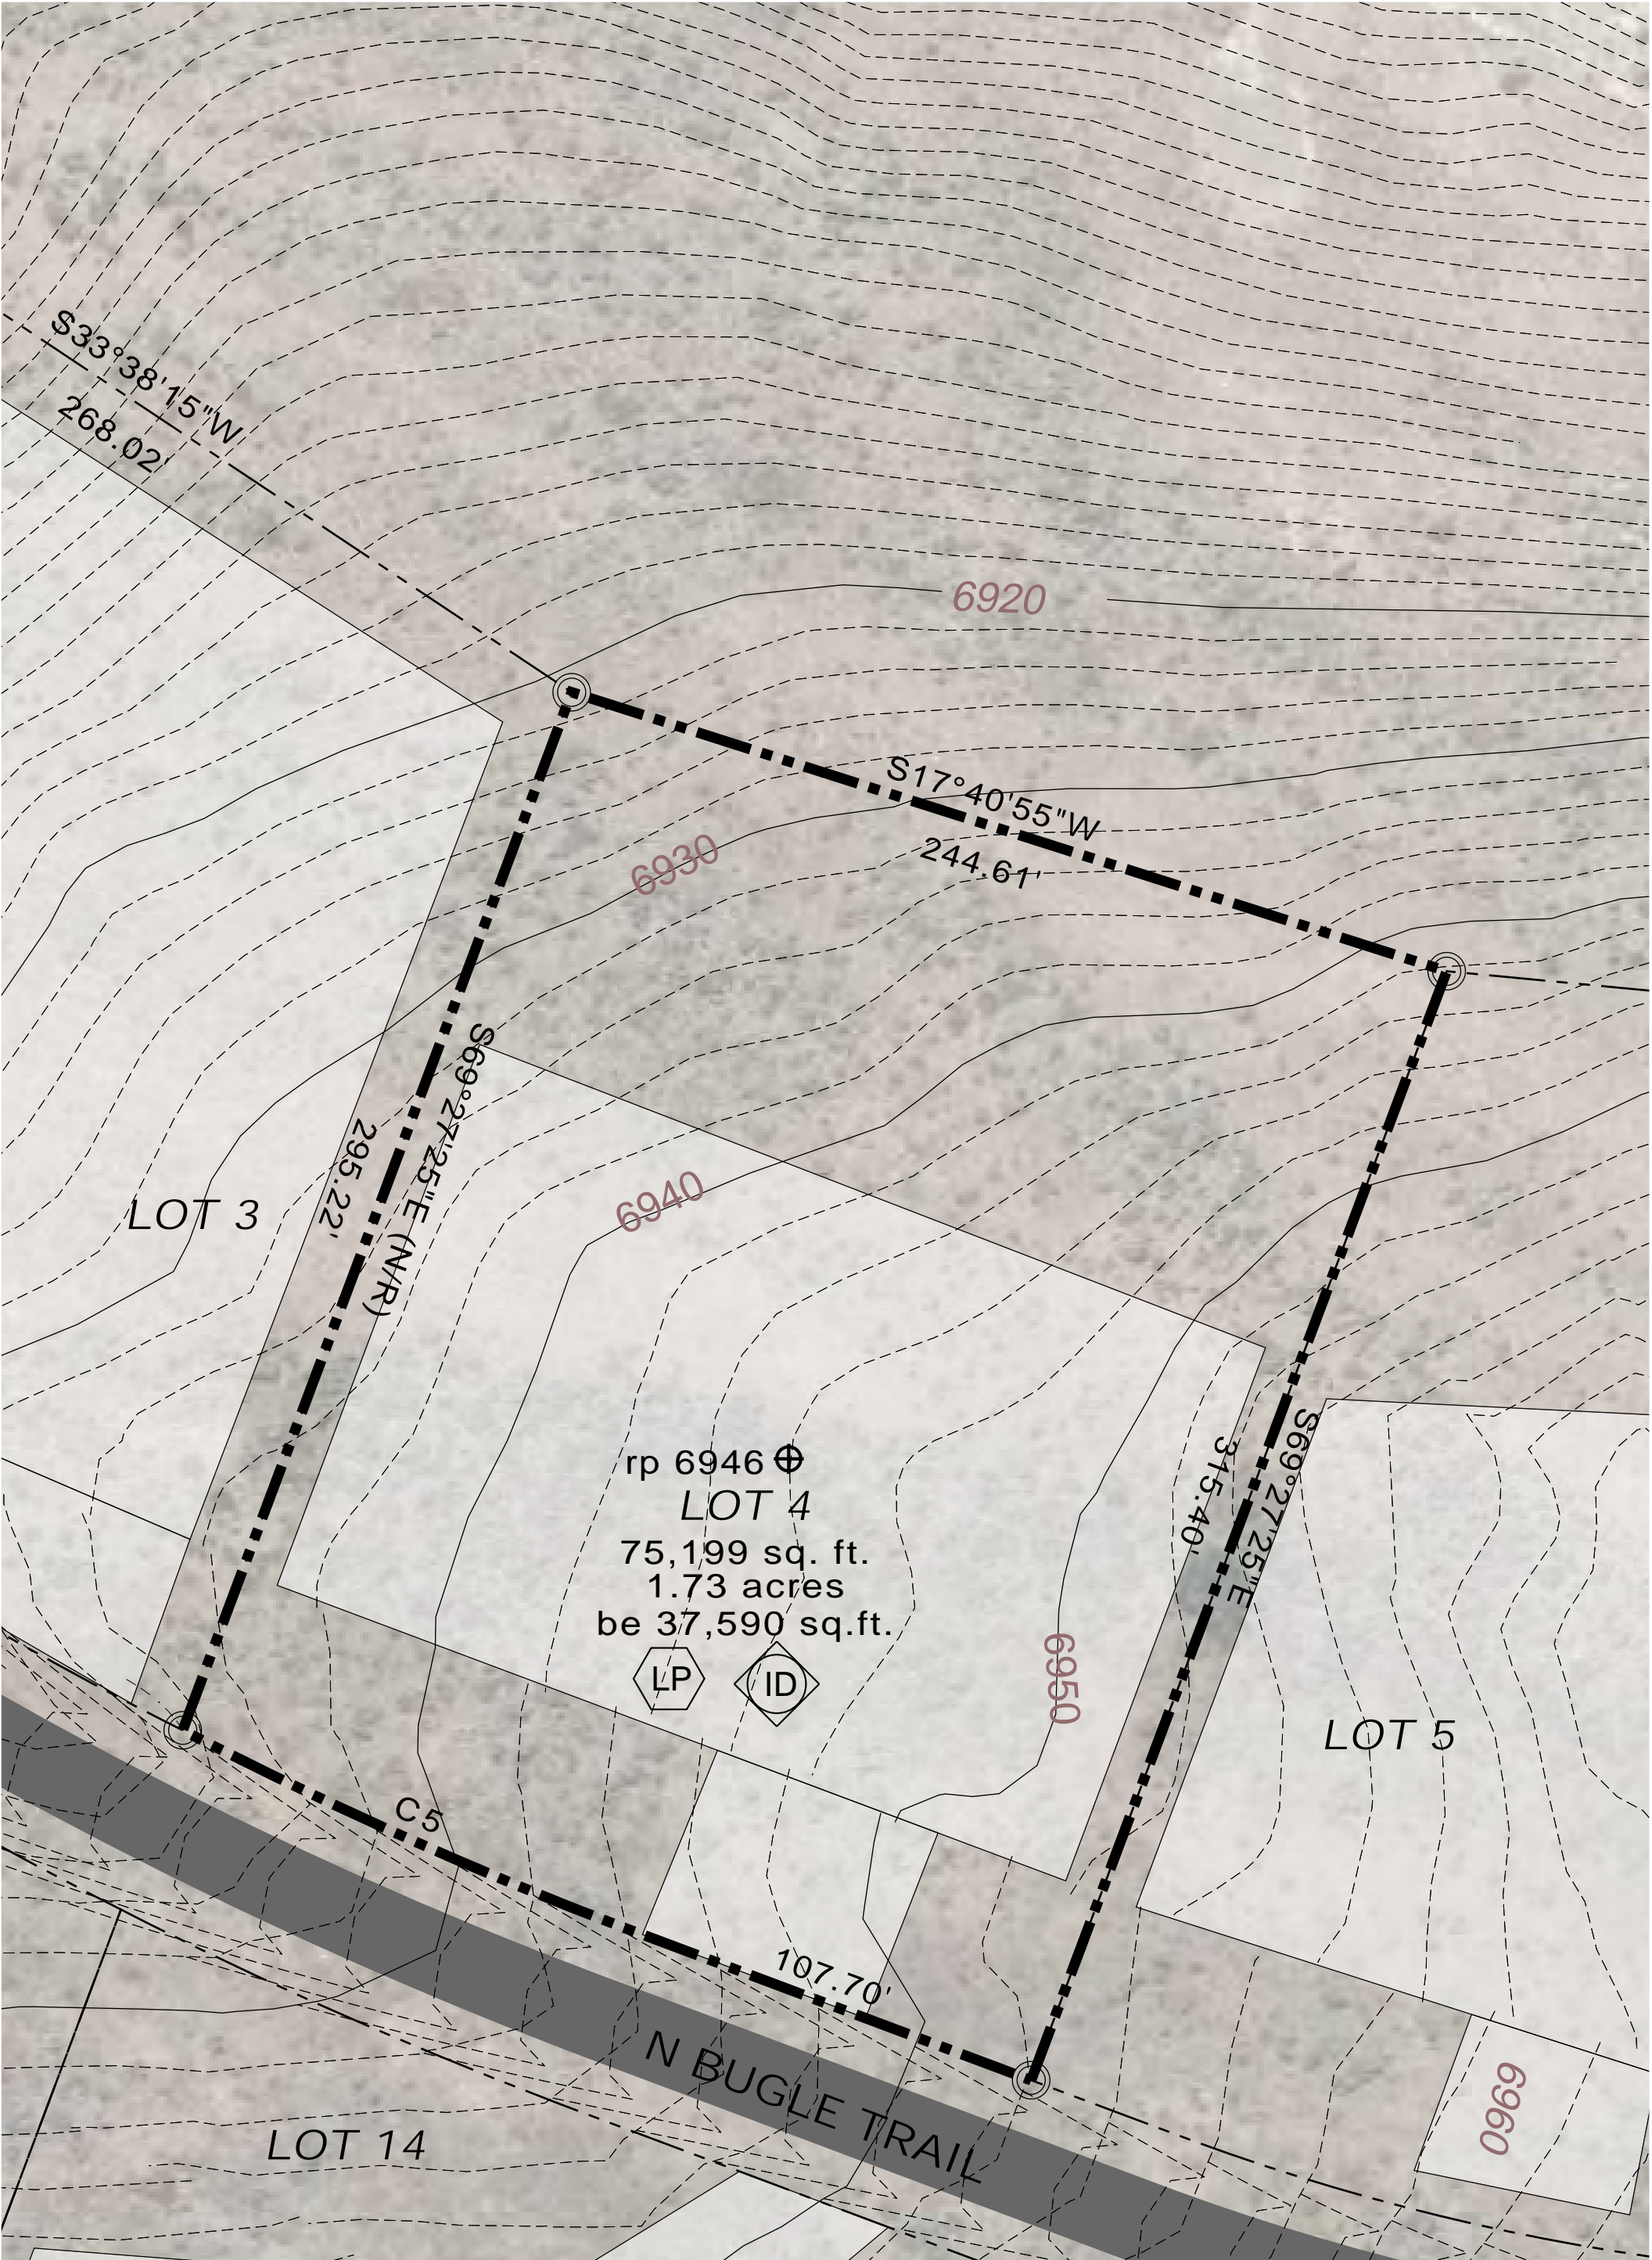 S33°38'15"W
268.02'
6920
S17°40'55"W
244.61'
6930
S69°27'25"E (N/R)
295.22'
6940
LOT 3
S69°27'25"E
315.40'
rp 6946
LOT 4
75,199 sq. ft.
1.73 acres
be 37,590 sq.ft.
LP
ID
6950
LOT 5
C5
107.70'
N BUGLE TRAIL
6960
LOT 14